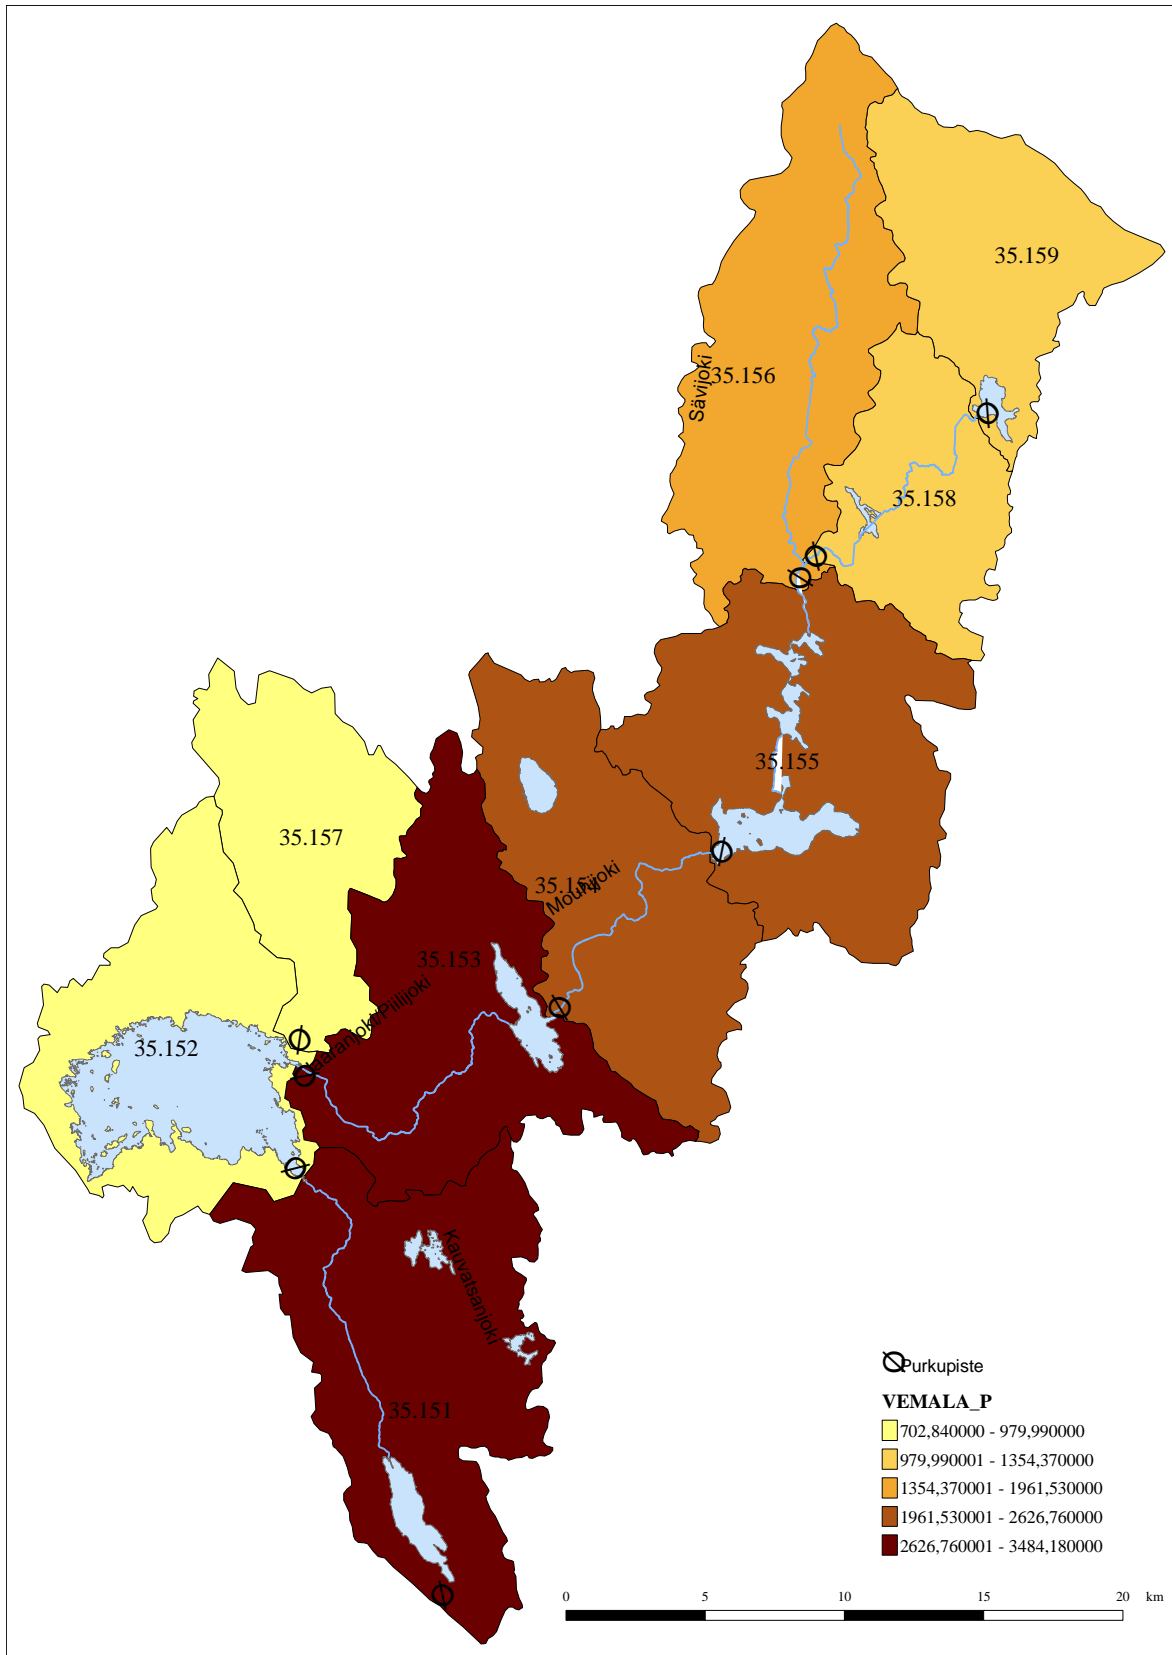 35.159
Sävijoki
35.156
35.158
35.155
35.157
Mouhijoki
35.153
35.152
Kauvatsanjoki
35.151
Purkupiste
VEMALA_P
702,840000 - 979,990000
979,990001 - 1354,370000
1354,370001 - 1961,530000
1961,530001 - 2626,760000
2626,760001 - 3484,180000
0 5 10 15 20 km